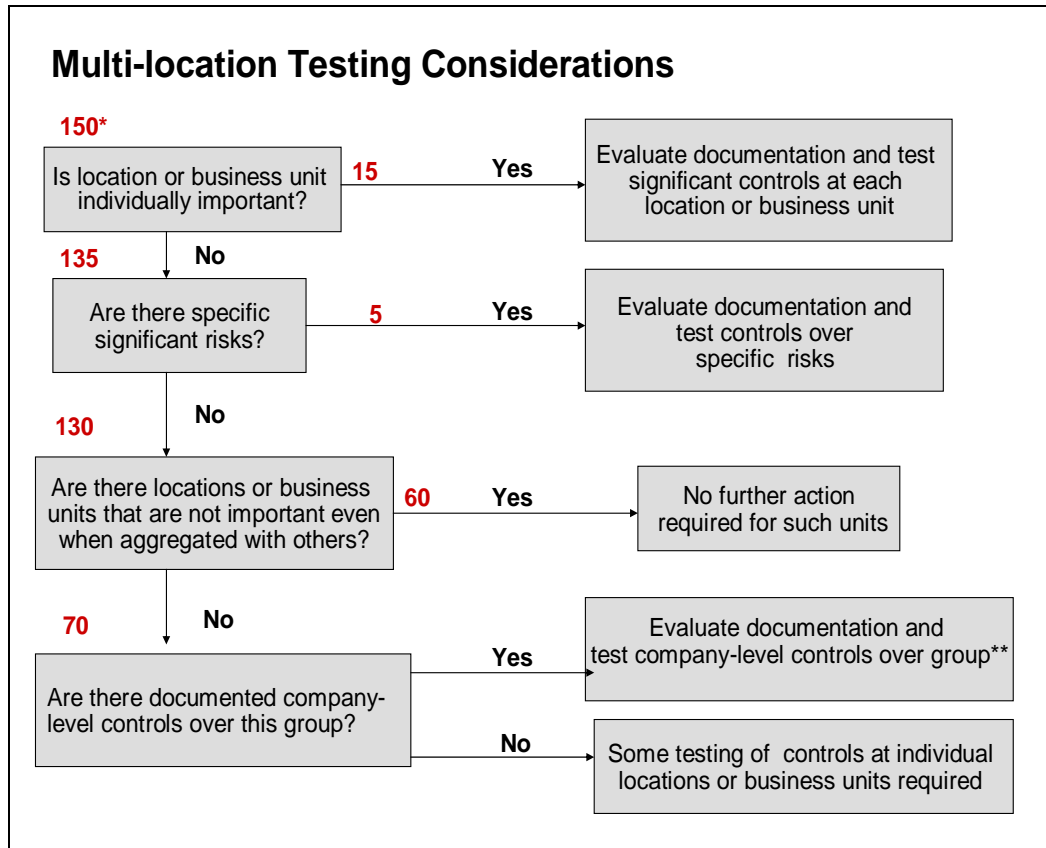 Multi-location Testing Considerations
150*
Is location or business unit
individually important?
15
Yes
Evaluate documentation and test
significant controls at each
location or business unit
No
135
Are there specific
significant risks?
5
Yes
Evaluate documentation and
test controls over
specific risks
No
130
Are there locations or business
units that are not important even
when aggregated with others?
60
Yes
No further action
required for such units
No
70
Are there documented company-
level controls over this group?
Yes
Evaluate documentation and
test company-level controls over group**
No
Some testing of controls at individual
locations or business units required